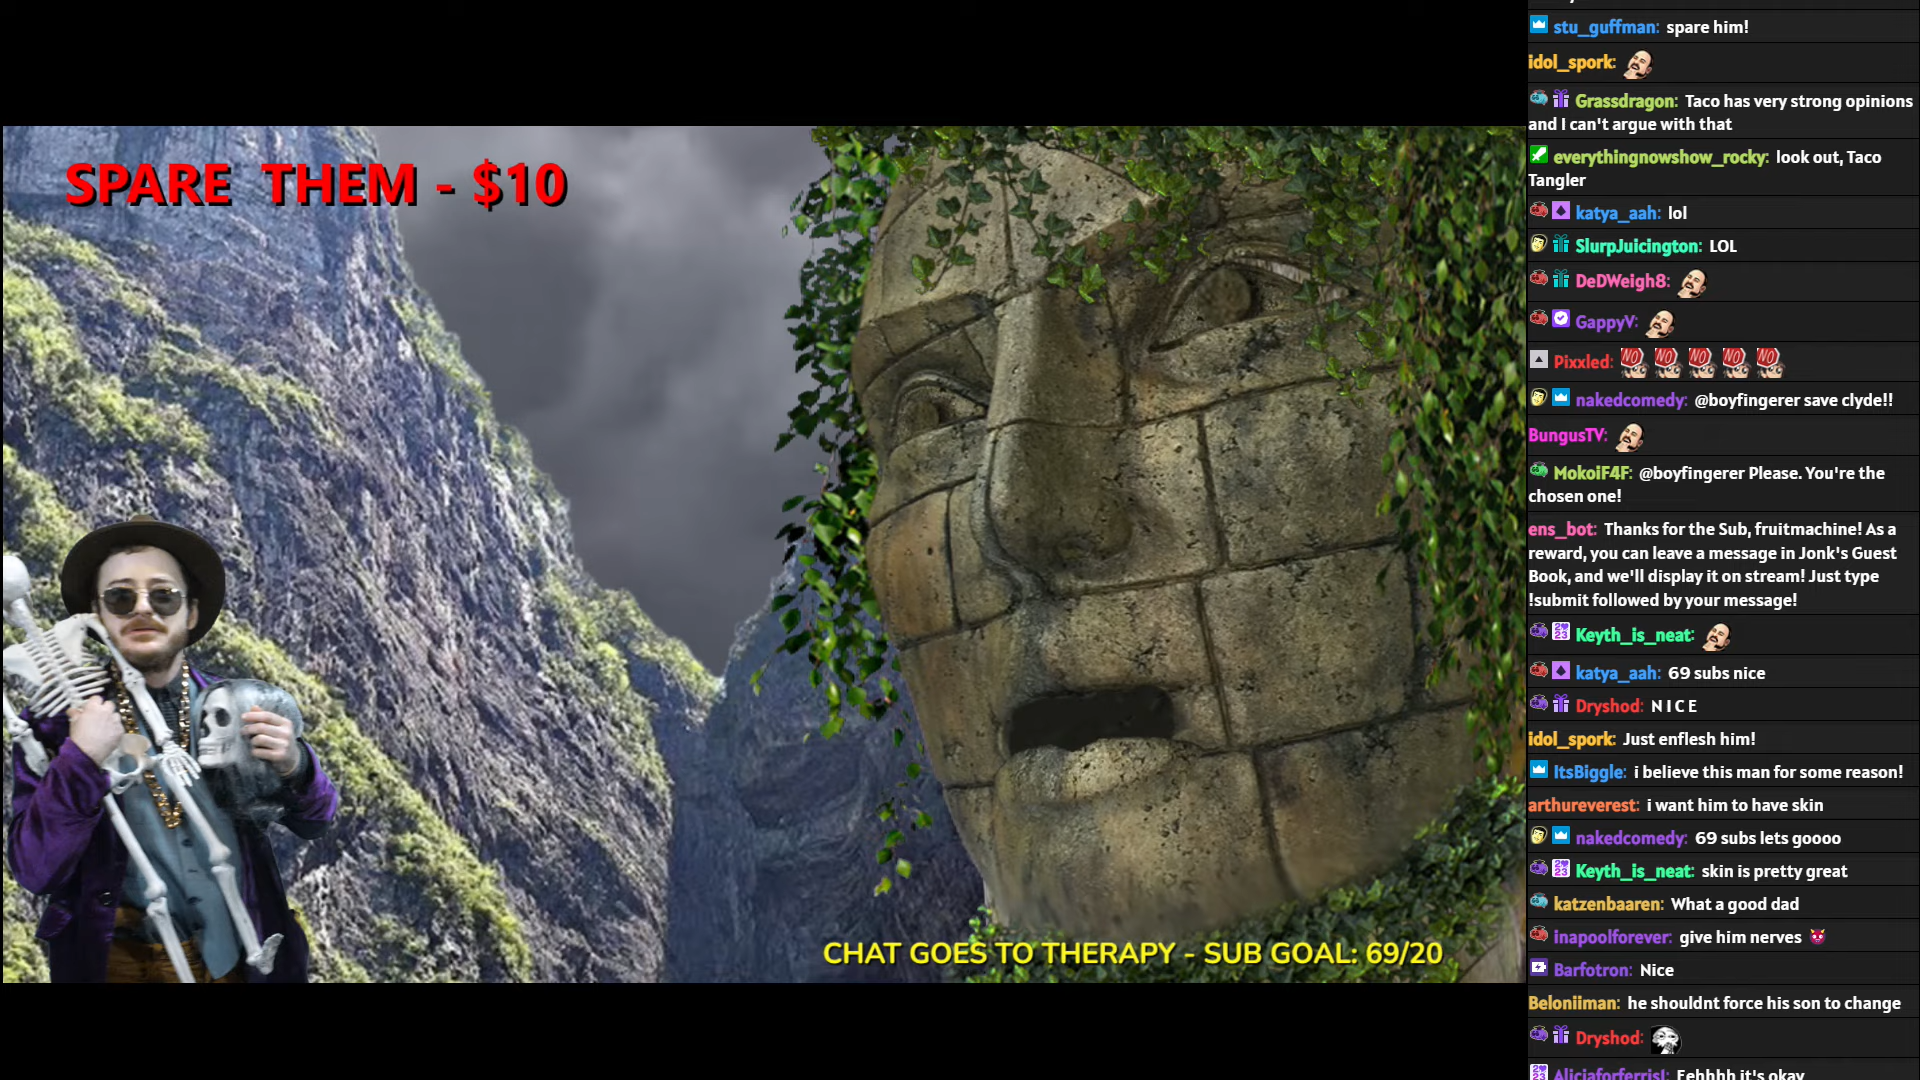 SPARE THEM - $10
CHAT GOES TO THERAPY - SUB GOAL: 69/20
stu_guffman: spare him!
idol_spork:
Grassdragon: Taco has very strong opinions
and I can't argue with that
everythingnowshow_rocky: look out, Taco
Tangler
katya_aah: lol
SlurpJuicington: LOL
DeDWeigh8:
GappyV:
Pixxled: NO NO NO NO NO
nakedcomedy: @boyfingerer save clyde!!
BungusTV:
MokoiF4F: @boyfingerer Please. You're the
chosen one!
ens_bot: Thanks for the Sub, fruitmachine! As a
reward, you can leave a message in Jonk's Guest
Book, and we'll display it on stream! Just type
!submit followed by your message!
Keyth_is_neat:
katya_aah: 69 subs nice
Dryshod: N I C E
idol_spork: Just enflesh him!
ItsBiggle: i believe this man for some reason!
arthureverest: i want him to have skin
nakedcomedy: 69 subs lets goooo
Keyth_is_neat: skin is pretty great
katzenbaaren: What a good dad
inapoolforever: give him nerves
Barfotron: Nice
Beloniiman: he shouldnt force his son to change
Dryshod:
Aliciaforferris!: Fehhhh it's okay